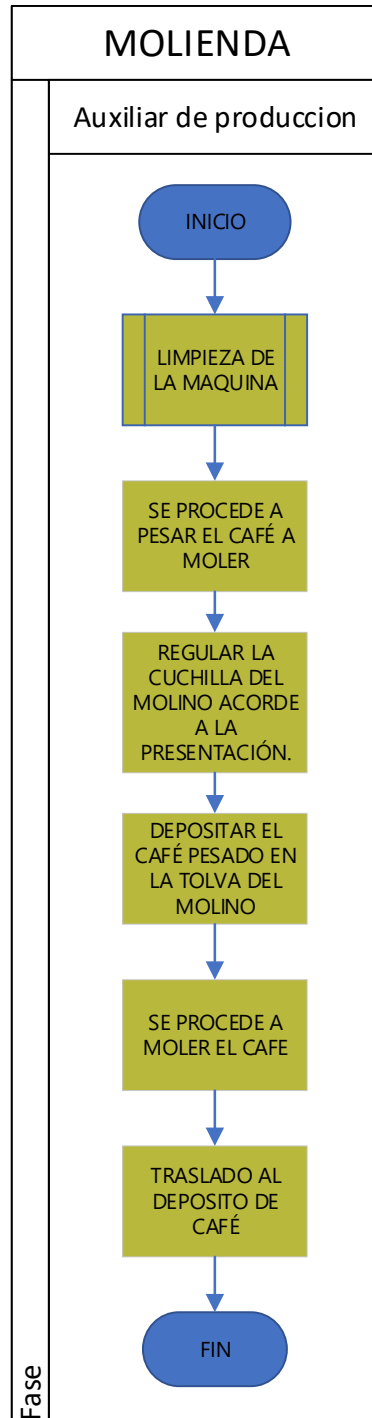 MOLIENDA
Auxiliar de produccion
INICIO
LIMPIEZA DE
LA MAQUINA
SE PROCEDE A
PESAR EL CAFÉ A
MOLER
REGULAR LA
CUCHILLA DEL
MOLINO ACORDE
A LA
PRESENTACIÓN.
DEPOSITAR EL
CAFÉ PESADO EN
LA TOLVA DEL
MOLINO
SE PROCEDE A
MOLER EL CAFE
TRASLADO AL
DEPOSITO DE
CAFÉ
FIN
Fase